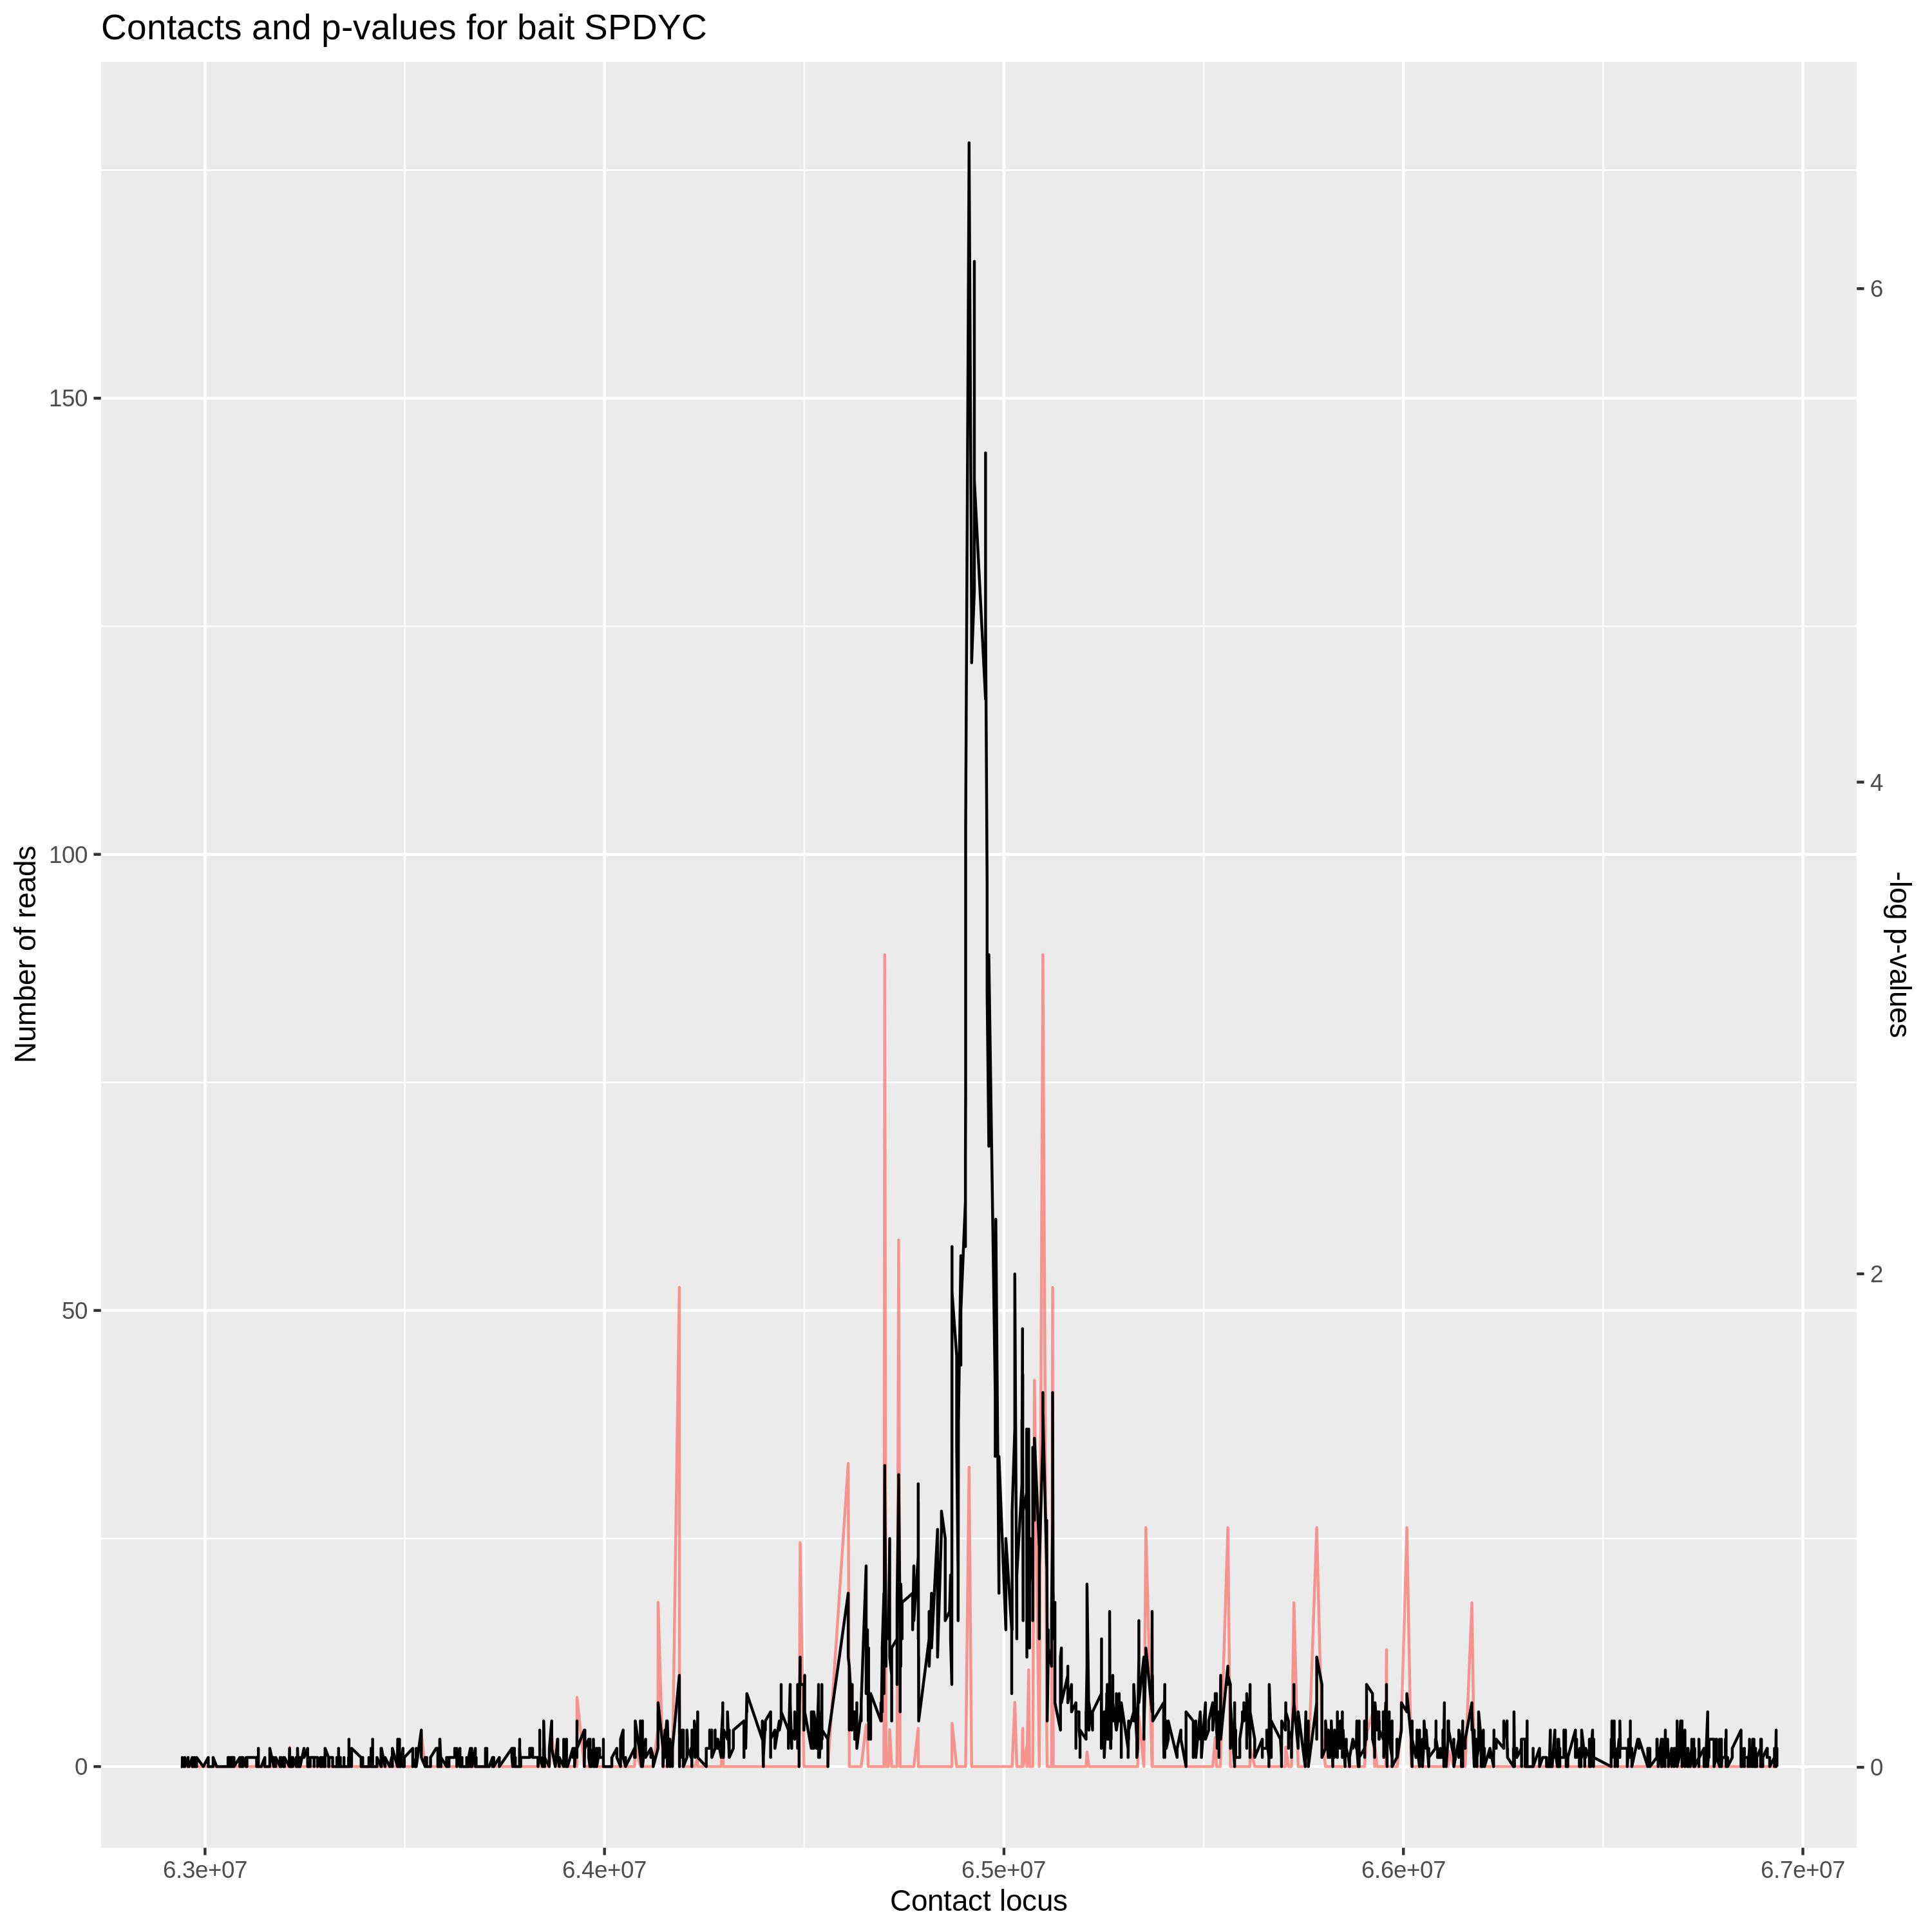 Contacts and p-values for bait SPDYC
Number of reads
150
100
50
0
6
4
2
0
-log p-values
6.3e+07
6.4e+07
6.5e+07
6.6e+07
6.7e+07
Contact locus